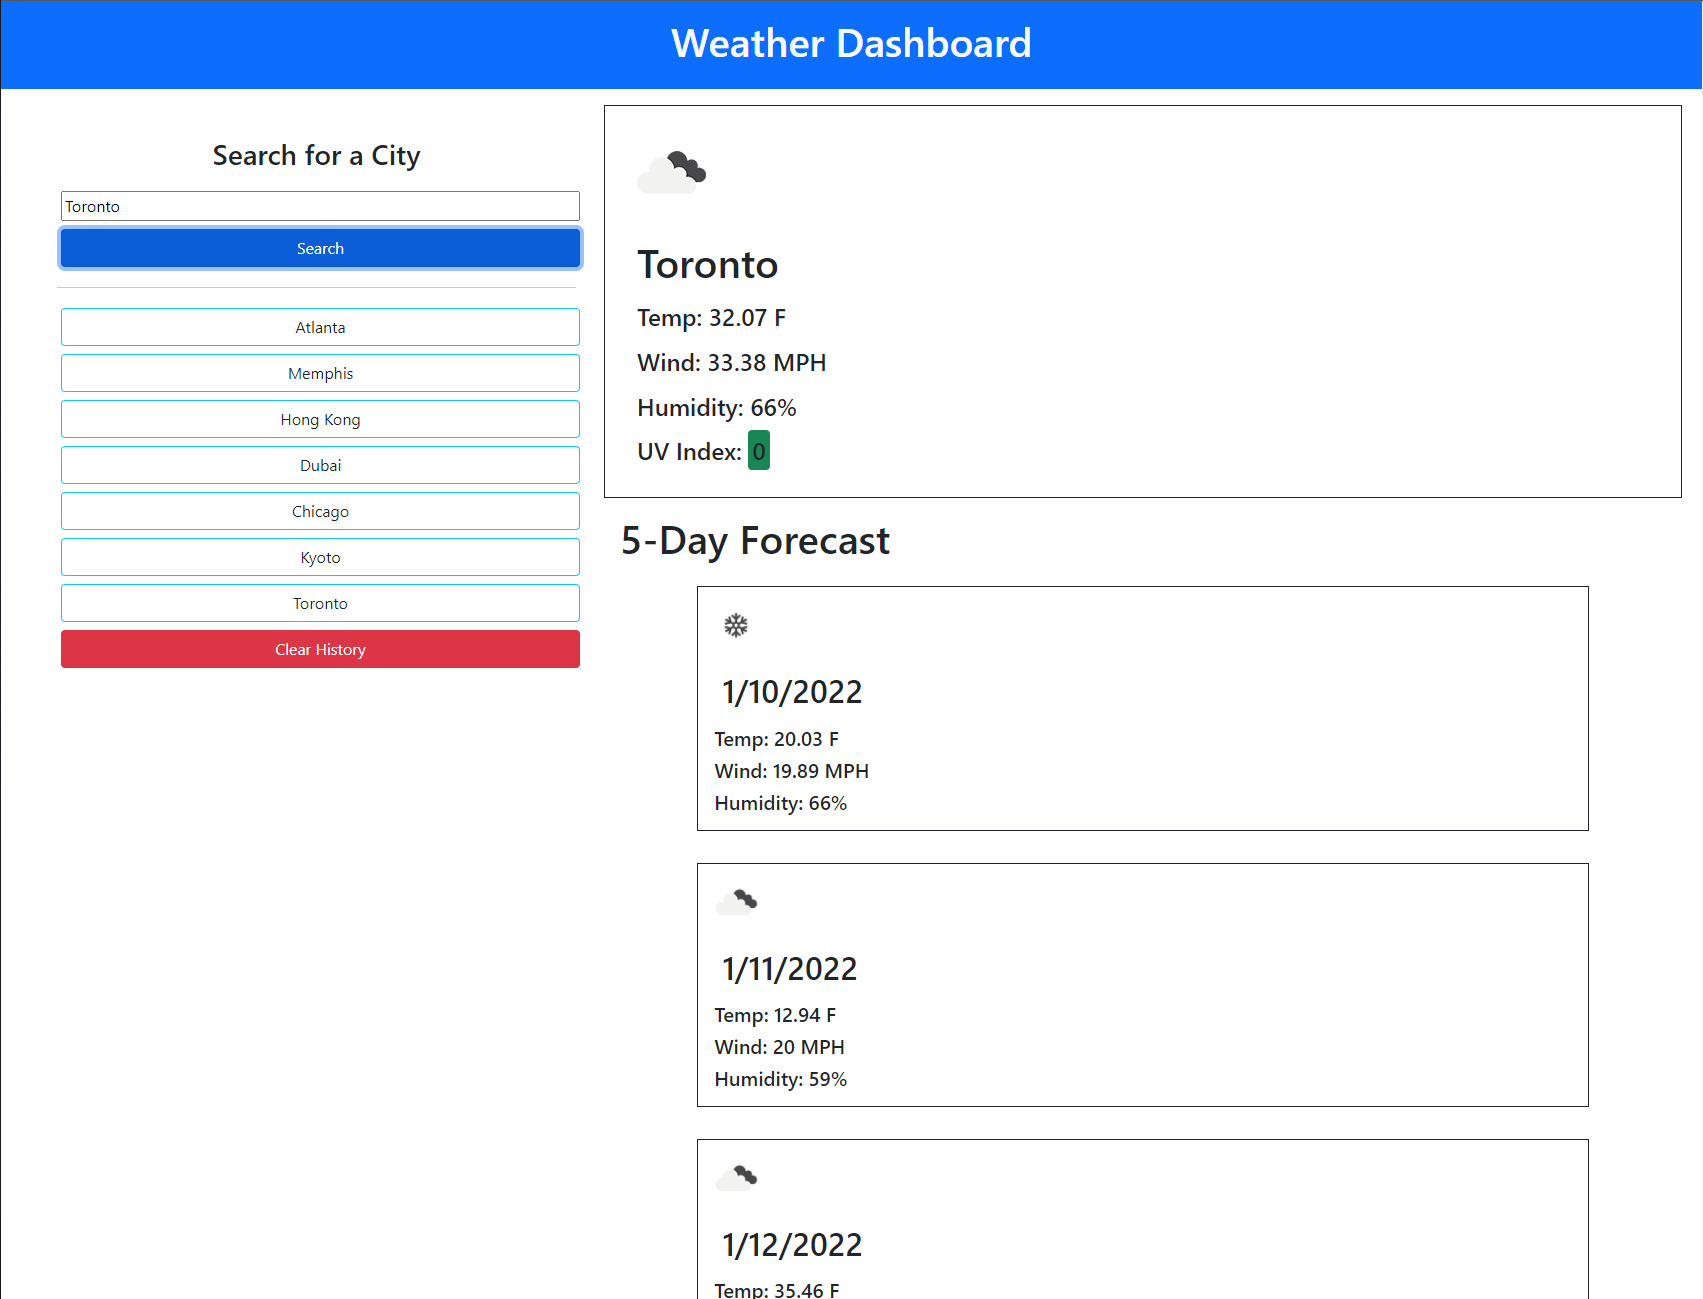 Weather Dashboard
Search for a City
Toronto
Search
Atlanta
Memphis
Hong Kong
Dubai
Chicago
Kyoto
Toronto
Clear History
Toronto
Temp: 32.07 F
Wind: 33.38 MPH
Humidity: 66%
UV Index: 0
5-Day Forecast
1/10/2022
Temp: 20.03 F
Wind: 19.89 MPH
Humidity: 66%
1/11/2022
Temp: 12.94 F
Wind: 20 MPH
Humidity: 59%
1/12/2022
Temp: 35.46 F